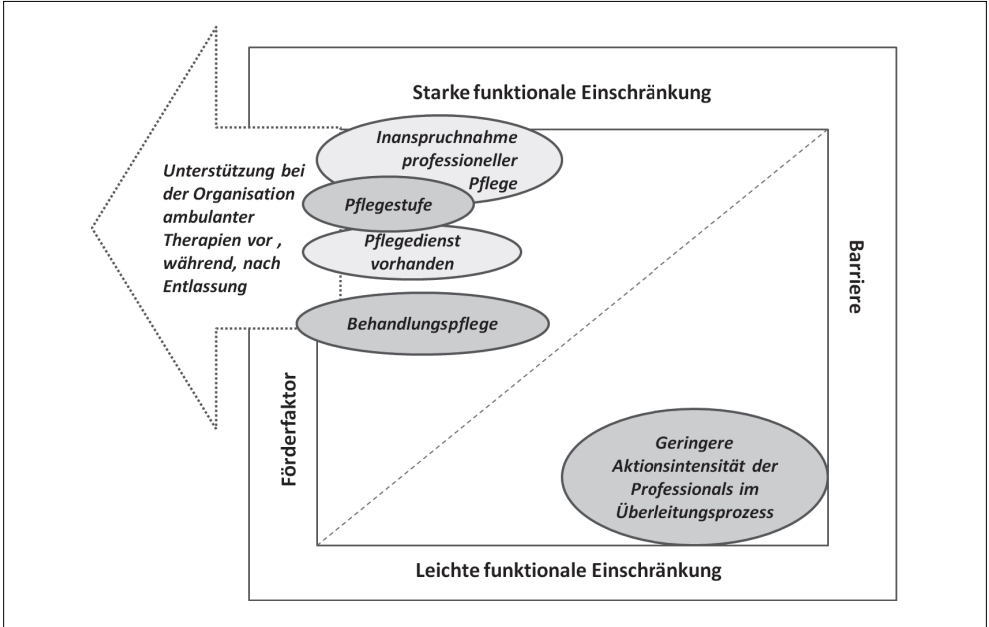 Starke funktionale Einschränkung
Inanspruchnahme
professioneller
Pflege
Pflegestufe
Pflegedienst
vorhanden
Behandlungspflege
Unterstützung bei
der Organisation
ambulanter
Therapien vor ,
während, nach
Entlassung
Förderfaktor
Barriere
Geringere
Aktionsintensität der
Professionals im
Überleitungsprozess
Leichte funktionale Einschränkung